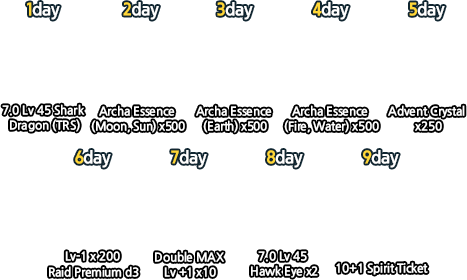 1day 2day 3day 4day 5day
7.0 Lv 45 Shark
Dragon (TRS)
Archa Essence
(Moon, Sun) x500
Archa Essence
(Earth) x500
Archa Essence
(Fire, Water) x500
Advent Crystal
x250
6day 7day 8day 9day
Lv-1 x 200
Raid Premium d3
Double MAX
Lv +1 x10
7.0 Lv 45
Hawk Eye x2
10+1 Spirit Ticket